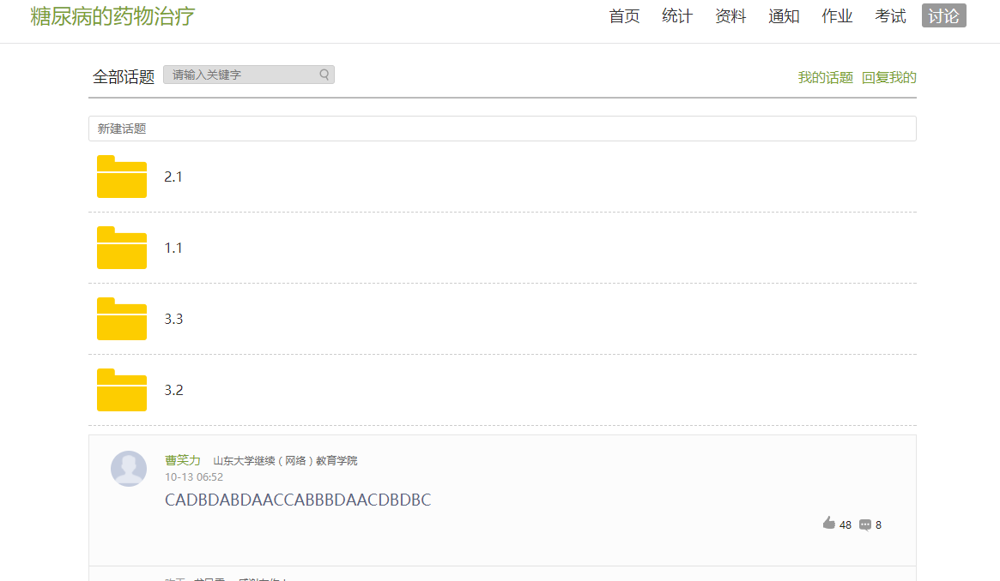 糖尿病的药物治疗 首页 统计 资料 通知 作业 考试 讨论
全部话题 请输入关键字 我的话题 回复我的
新建话题
2.1
1.1
3.3
3.2
曹笑力 山东大学继续（网络）教育学院
10-13 06:52
CADBDABDAACCABBBDAACDBDBC
48 8